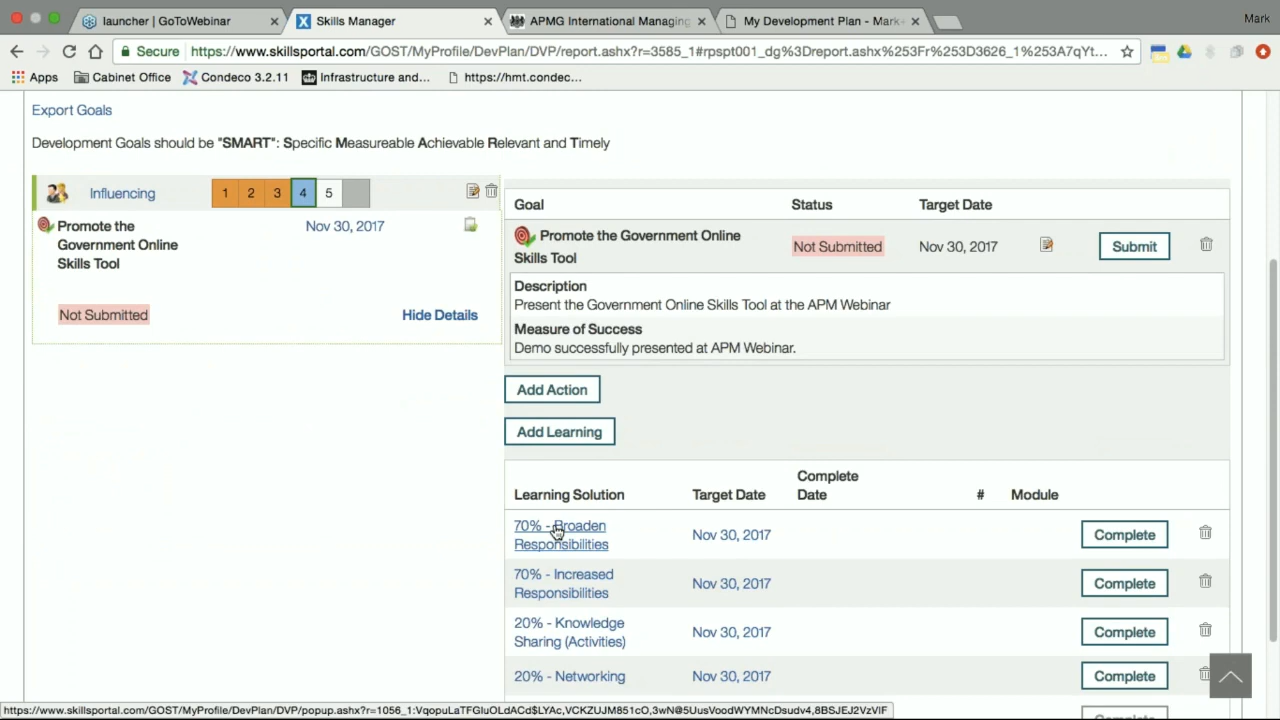 launcher | GoToWebinar
Skills Manager
APMG International Managing
My Development Plan - Mark
Mark
Secure
https://www.skillsportal.com/GOST/MyProfile/DevPlan/DVP/report.ashx?r=3585_1#rpspt001_dg%3Dreport.ashx%253Fr%253D3626_1%253A7qYt...
Apps
Cabinet Office
Condeco 3.2.11
Infrastructure and...
https://hmt.condec...
Export Goals
Development Goals should be "SMART": Specific Measureable Achievable Relevant and Timely
Influencing
1 2 3 4 5
Promote the
Government Online
Skills Tool
Nov 30, 2017
Not Submitted
Hide Details
Goal Status Target Date
Promote the Government Online
Skills Tool
Not Submitted
Nov 30, 2017
Submit
Description
Present the Government Online Skills Tool at the APM Webinar
Measure of Success
Demo successfully presented at APM Webinar.
Add Action
Add Learning
Learning Solution Target Date
Complete
Date
# Module
70% - Broaden
Responsibilities
Nov 30, 2017
Complete
70% - Increased
Responsibilities
Nov 30, 2017
Complete
20% - Knowledge
Sharing (Activities)
Nov 30, 2017
Complete
20% - Networking
Nov 30, 2017
Complete
Complete